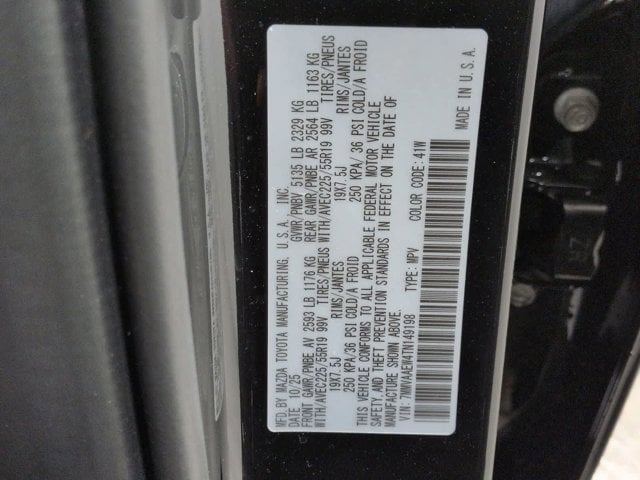 MFD.BY MAZDA TOYOTA MANUFACTURING, U.S.A., INC.
DATE 10/25 GVWR/PNBV 5135 LB 2329 KG
FRONT GAWR/PNBE AV 2593 LB 1176 KG REAR GAWR/PNBE AR 2564 LB 1163 KG
WITH/AVEC225/55R19 99V TIRES/PNEUS WITH/AVEC225/55R19 99V TIRES/PNEUS
19X7.5J RIMS/JANTES 19X7.5J RIMS/JANTES
250 KPA/36 PSI COLD/A FROID 250 KPA/ 36 PSI COLD/A FROID
THIS VEHICLE CONFORMS TO ALL APPLICABLE FEDERAL MOTOR VEHICLE
SAFETY AND THEFT PREVENTION STANDARDS IN EFFECT ON THE DATE OF
MANUFACTURE SHOWN ABOVE.
VIN: 7MMVAAEW4TN149198 TYPE: MPV COLOR CODE: 41W
MADE IN U.S.A.